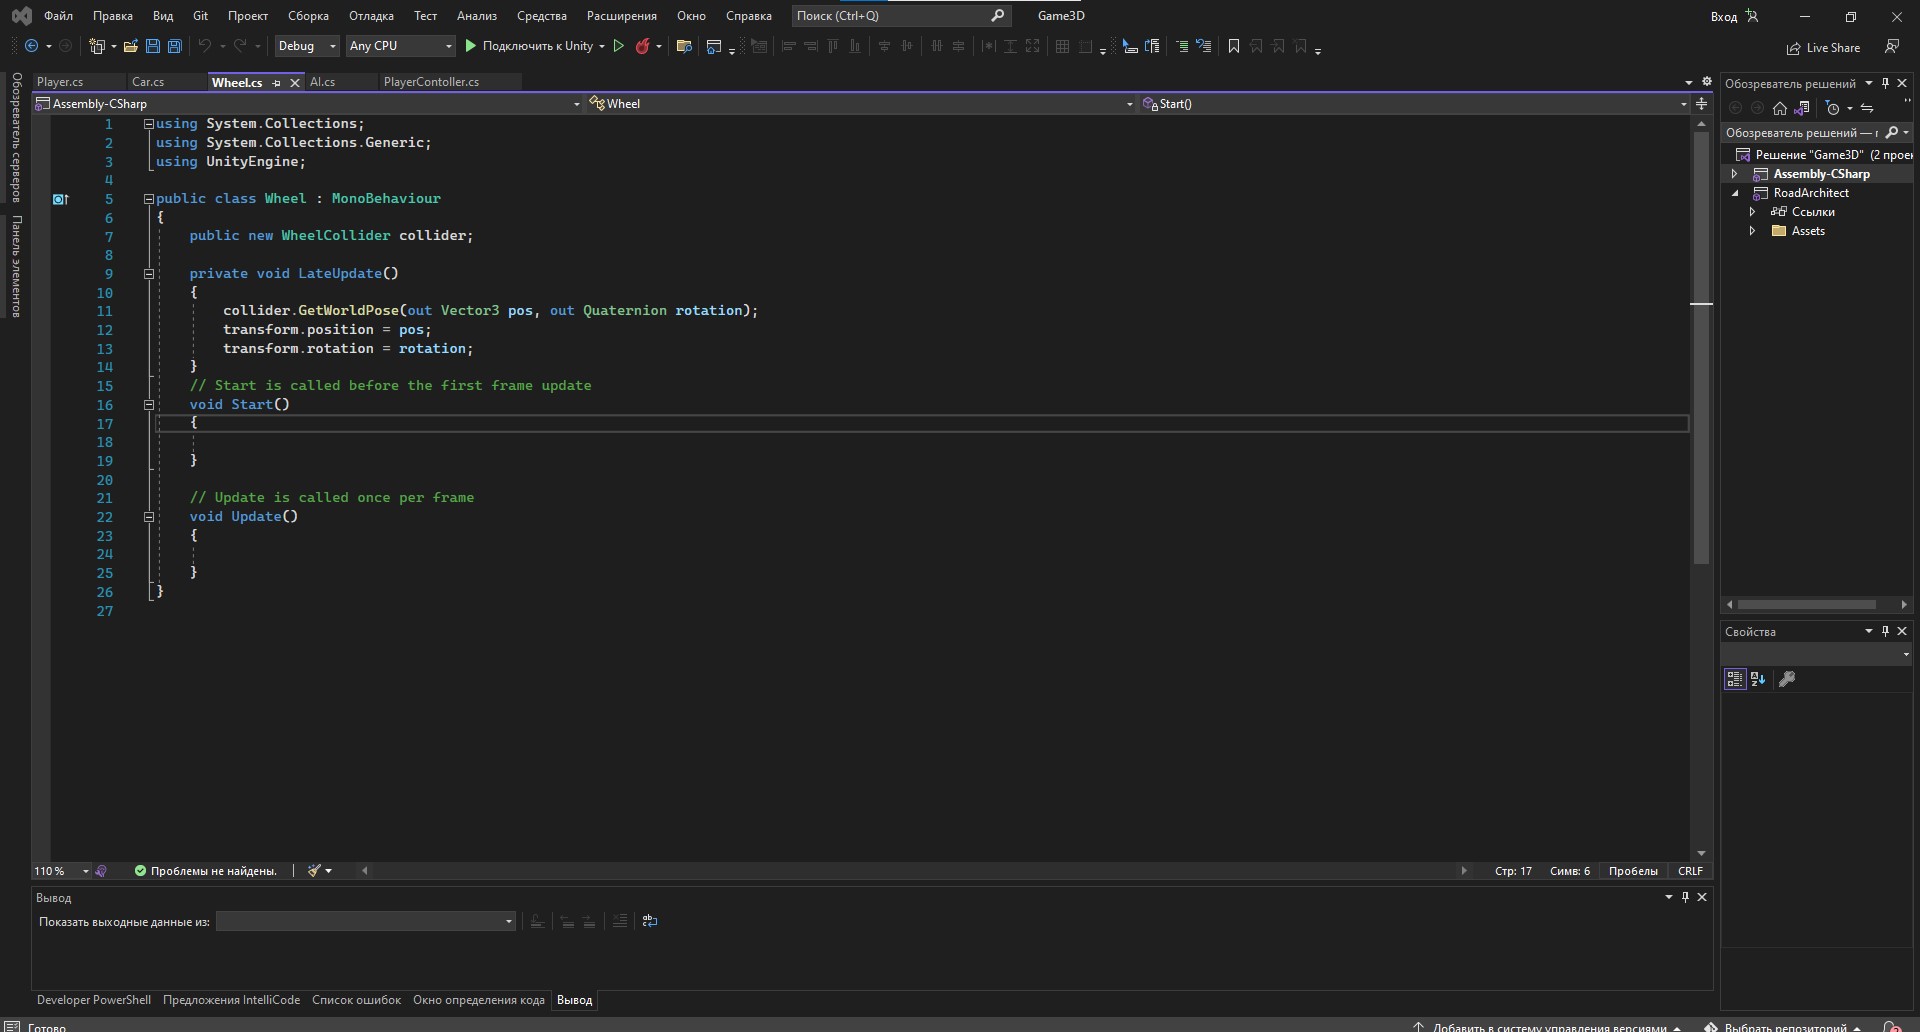 Файл Правка Вид Git Проект Сборка Отладка Тест Анализ Средства Расширения Окно Справка Поиск (Ctrl+Q) Game3D Вход
Debug Any CPU Подключить к Unity Live Share
Player.cs Car.cs Wheel.cs AI.cs PlayerContoller.cs
Assembly-CSharp Wheel Start()
Обозреватель серверов
Панель элементов
1 using System.Collections;
2 using System.Collections.Generic;
3 using UnityEngine;
4
5 public class Wheel : MonoBehaviour
6 {
7 public new WheelCollider collider;
8
9 private void LateUpdate()
10 {
11 collider.GetWorldPose(out Vector3 pos, out Quaternion rotation);
12 transform.position = pos;
13 transform.rotation = rotation;
14 }
15 // Start is called before the first frame update
16 void Start()
17 {
18
19 }
20
21 // Update is called once per frame
22 void Update()
23 {
24
25 }
26 }
27
110 % Проблемы не найдены. Стр: 17 Симв: 6 Пробелы CRLF
Вывод
Показать выходные данные из:
Developer PowerShell Предложения IntelliCode Список ошибок Окно определения кода Вывод
Обозреватель решений
Обозреватель решений —
Решение "Game3D" (2 прое
Assembly-CSharp
RoadArchitect
Ссылки
Assets
Свойства
Готово Добавить в систему управления версиями Выбрать репозиторий